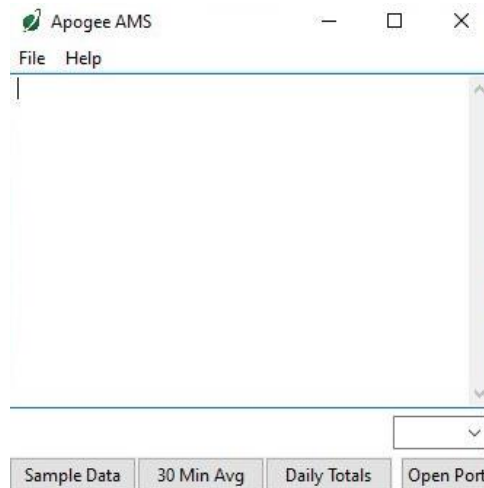 Apogee AMS
File Help
Sample Data 30 Min Avg Daily Totals Open Port